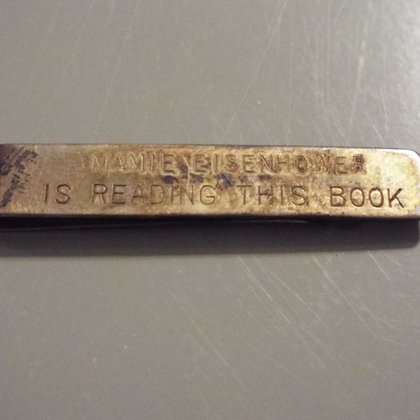 MAMIE EISENHOWER
IS READING THIS BOOK